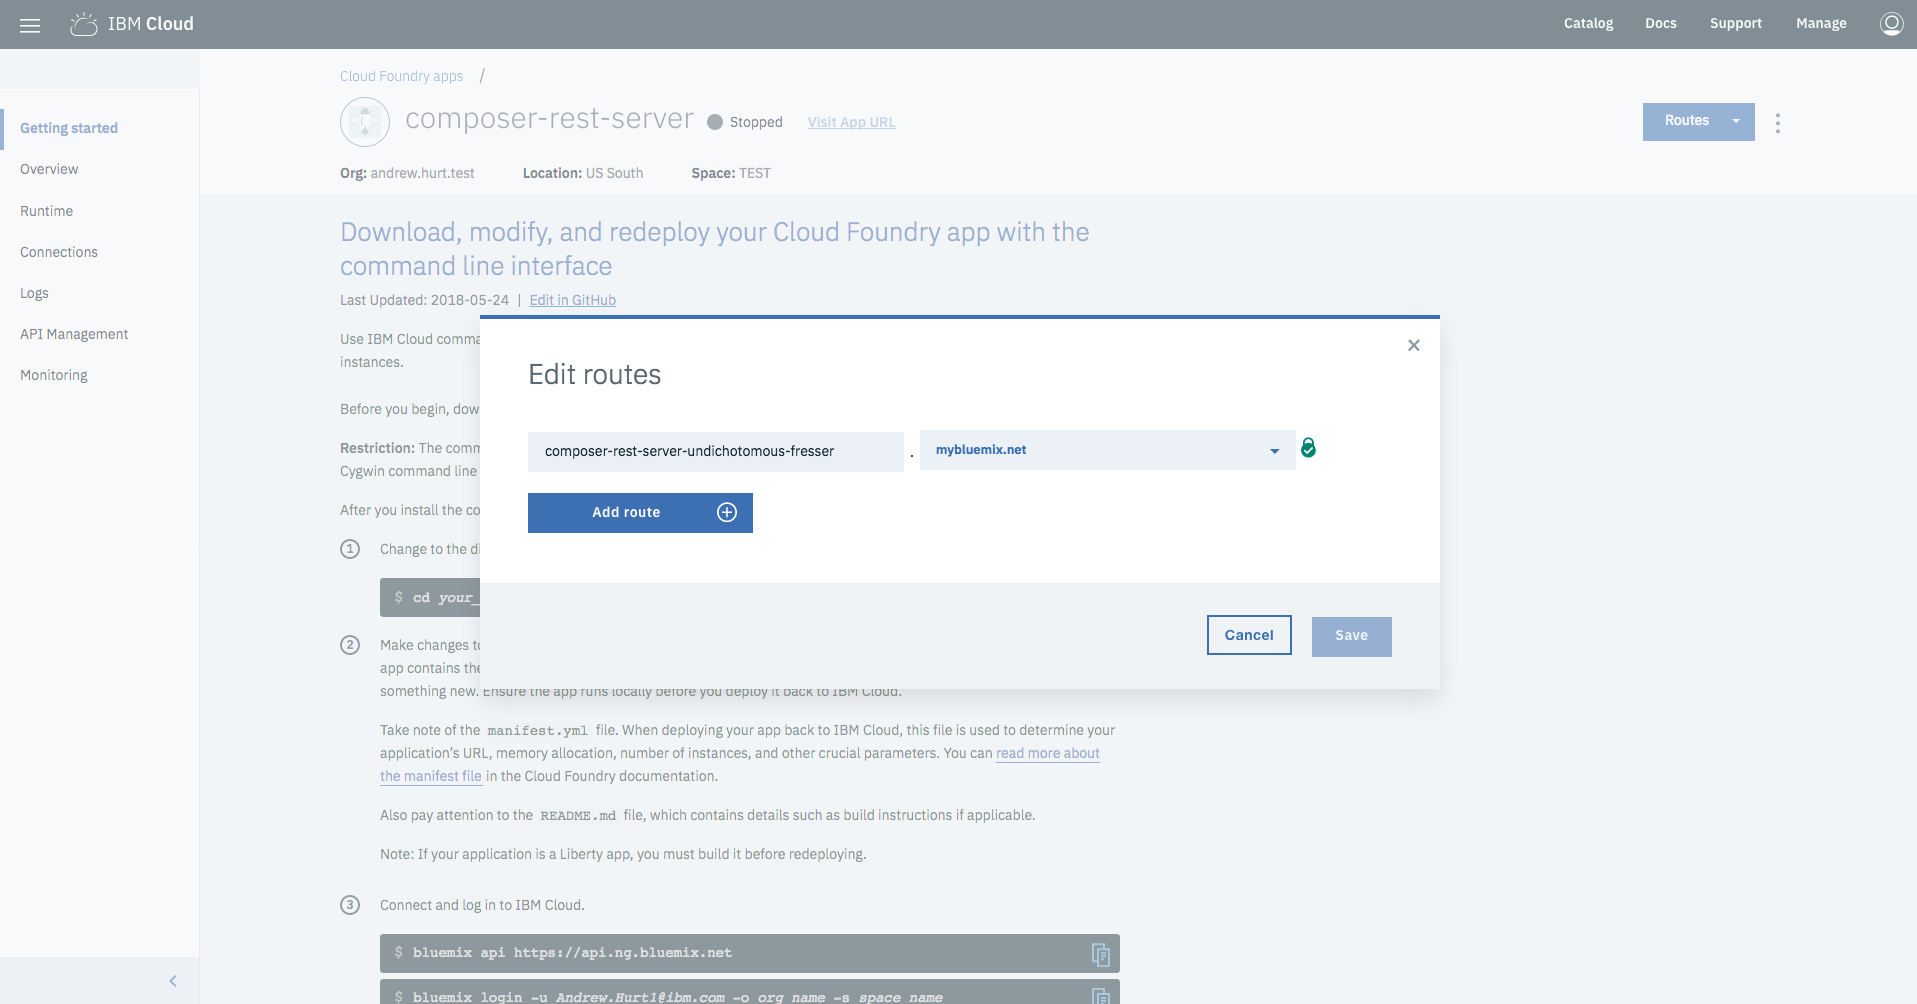 IBM Cloud
Catalog
Docs
Support
Manage
Getting started
Overview
Runtime
Connections
Logs
API Management
Monitoring
Cloud Foundry apps /
composer-rest-server
Stopped
Visit App URL
Routes
Org: andrew.hurt.test
Location: US South
Space: TEST
Download, modify, and redeploy your Cloud Foundry app with the
command line interface
Last Updated: 2018-05-24 | Edit in GitHub
Use IBM Cloud comma
instances.
Before you begin, dow
Restriction: The comm
Cygwin command line
After you install the co
1 Change to the di
$ cd your_
2 Make changes to
app contains the
something new. Ensure the app runs locally before you deploy it back to IBM Cloud.
Take note of the manifest.yml file. When deploying your app back to IBM Cloud, this file is used to determine your
application's URL, memory allocation, number of instances, and other crucial parameters. You can read more about
the manifest file in the Cloud Foundry documentation.
Also pay attention to the README.md file, which contains details such as build instructions if applicable.
Note: If your application is a Liberty app, you must build it before redeploying.
3 Connect and log in to IBM Cloud.
$ bluemix api https://api.ng.bluemix.net
$ bluemix login -u Andrew.Hurt1@ibm.com -o org_name -s space_name
Edit routes
composer-rest-server-undichotomous-fresser . mybluemix.net
Add route
Cancel
Save